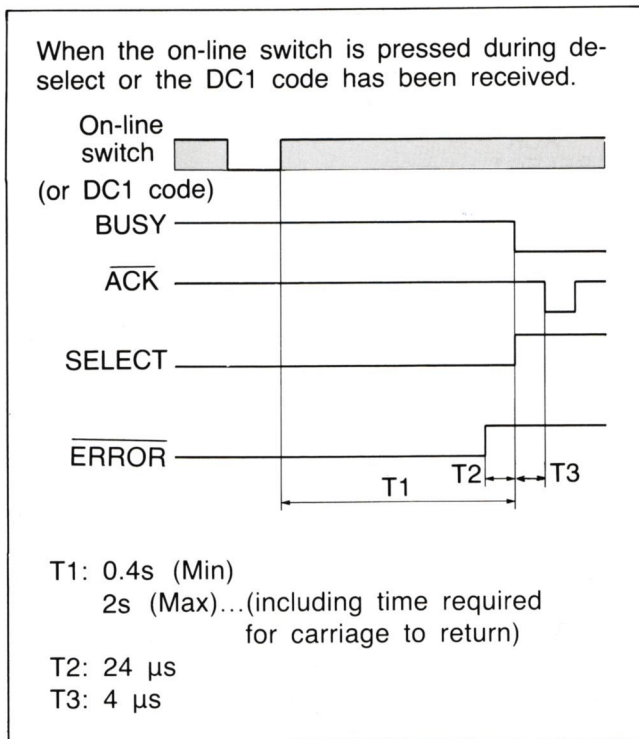 When the on-line switch is pressed during de-
select or the DC1 code has been received.
On-line
switch
(or DC1 code)
BUSY
ACK
SELECT
ERROR
T1
T2
T3
T1: 0.4s (Min)
2s (Max)...(including time required
for carriage to return)
T2: 24 µs
T3: 4 µs